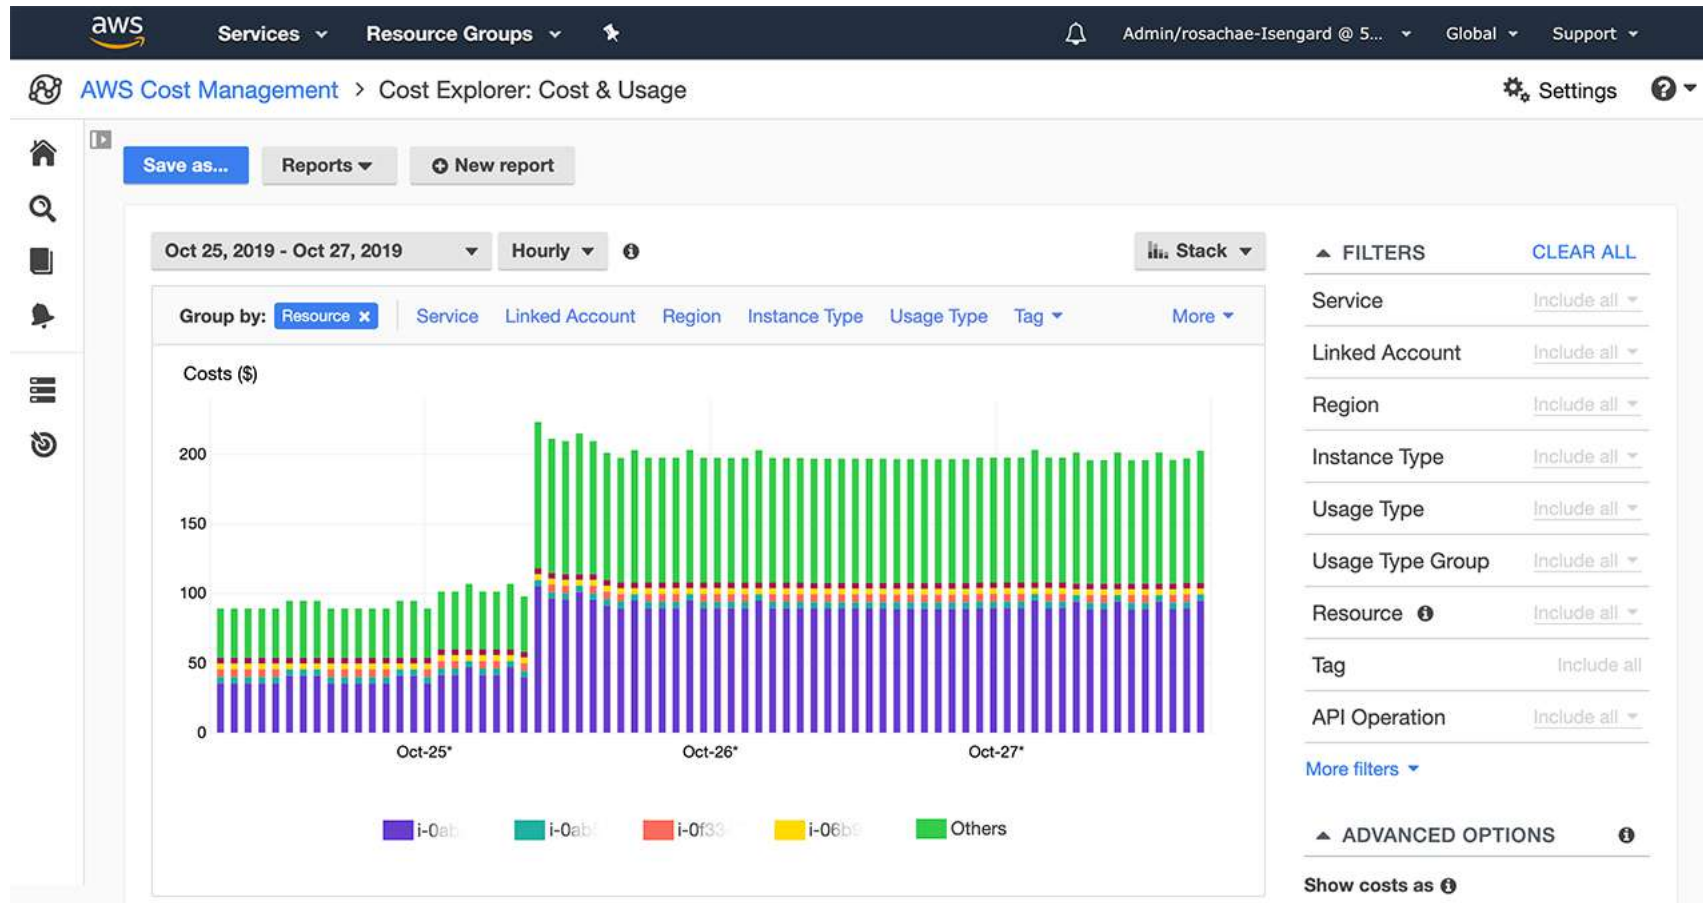 aws Services Resource Groups Admin/rosachae-Isengard @ 5... Global Support
AWS Cost Management > Cost Explorer: Cost & Usage Settings
Save as... Reports New report
Oct 25, 2019 - Oct 27, 2019 Hourly Stack
Group by: Resource × Service Linked Account Region Instance Type Usage Type Tag More
Costs ($)
200
150
100
50
0
Oct-25* Oct-26* Oct-27*
i-0ab i-0ab i-0f33 i-06b9 Others
FILTERS CLEAR ALL
Service Include all
Linked Account Include all
Region Include all
Instance Type Include all
Usage Type Include all
Usage Type Group Include all
Resource Include all
Tag Include all
API Operation Include all
More filters
ADVANCED OPTIONS
Show costs as